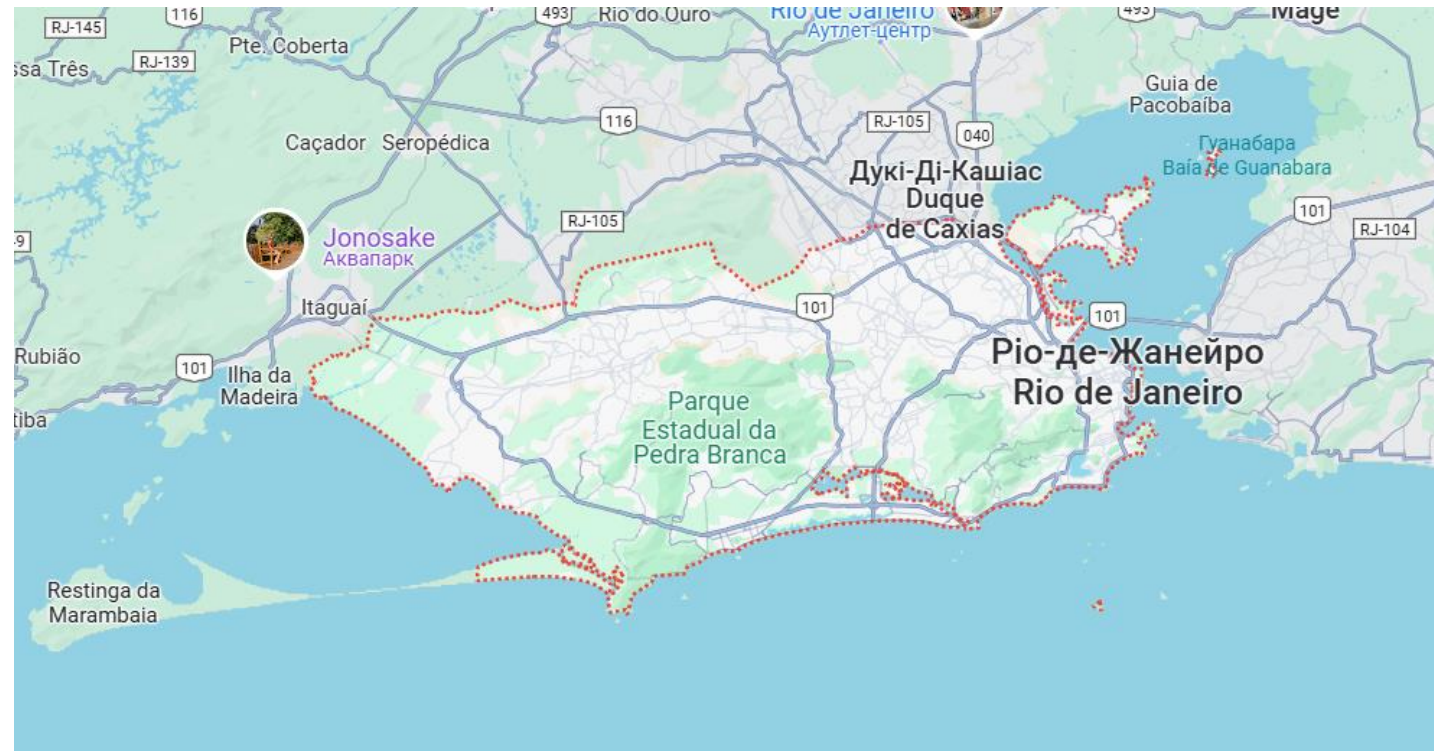 116
493
Rio do Ouro
Rio de Janeiro
Аутлет-центр
493
Magé
RJ-145
Pte. Coberta
ssa Três
RJ-139
Guia de
Pacobaíba
116
RJ-105
040
Caçador
Seropédica
Гуанабара
Baía de Guanabara
Дукі-Ді-Кашіас
Duque
de Caxias
101
RJ-104
-9
Jonosake
Аквапарк
RJ-105
Itaguaí
101
101
Rubião
101
Ilha da
Madeira
Ріо-де-Жанейро
Rio de Janeiro
tiba
Parque
Estadual da
Pedra Branca
Restinga da
Marambaia